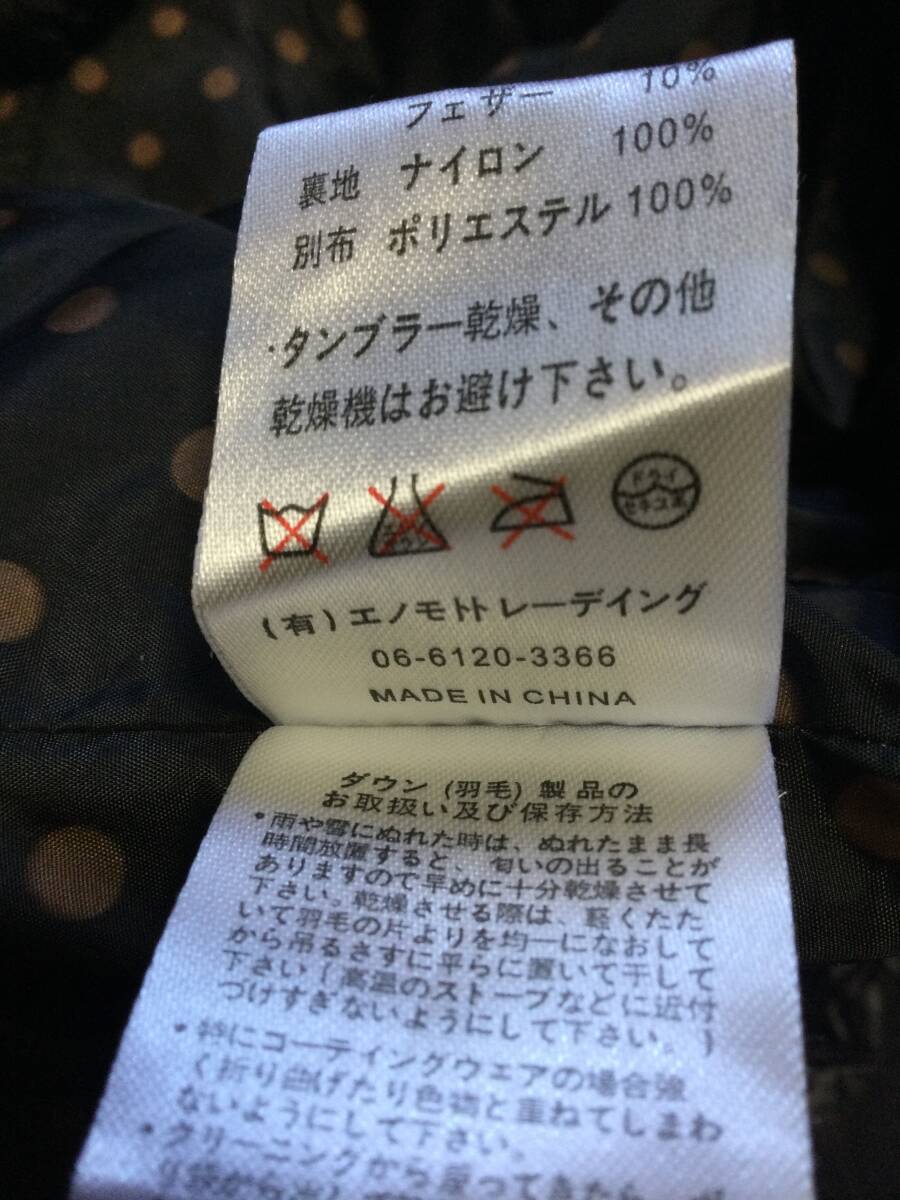 フェザー 10%
裏地 ナイロン 100%
別布 ポリエステル 100%
・タンブラー乾燥、その他
乾燥機はお避け下さい。
エンソサラシ
ドライ
セキユ系
(有)エノモトトレーデイング
06-6120-3366
MADE IN CHINA
ダウン(羽毛)製品の
お取扱い及び保存方法
・雨や雪にぬれた時は、ぬれたまま長
時間放置すると、匂いの出ることが
ありますので早めに十分乾燥させて
下さい。乾燥させる際は、軽くたた
いて羽毛の片よりを均一になおして
から吊るさずに平らに置いて干して
下さい(高温のストーブなどに近付
づけすぎないようにして下さい。)
・特にコーティングウェアの場合強
く折り曲げたり色物と重ねてしまわ
ないようにして下さい。
・クリーニングから戻ってきたら